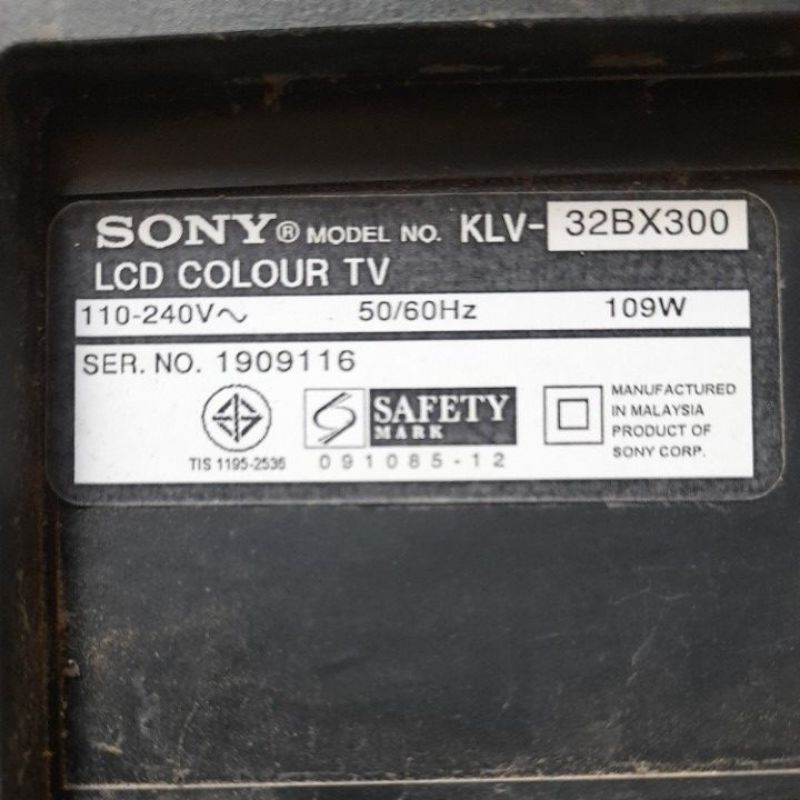 SONY® MODEL NO. KLV-32BX300
LCD COLOUR TV
110-240V~ 50/60Hz 109W
SER. NO. 1909116
SAFETY
MARK
MANUFACTURED
IN MALAYSIA
PRODUCT OF
SONY CORP.
TIS 1195-2536 091085-12